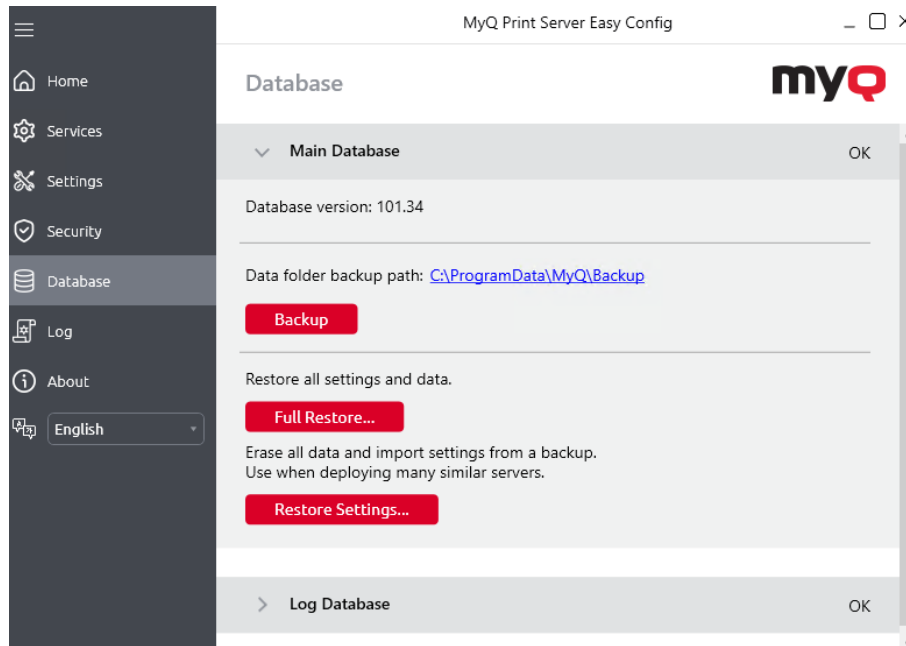 MyQ Print Server Easy Config
Home
Services
Settings
Security
Database
Log
About
English
Database
myQ
Main Database
OK
Database version: 101.34
Data folder backup path: C:\ProgramData\MyQ\Backup
Backup
Restore all settings and data.
Full Restore...
Erase all data and import settings from a backup.
Use when deploying many similar servers.
Restore Settings...
Log Database
OK